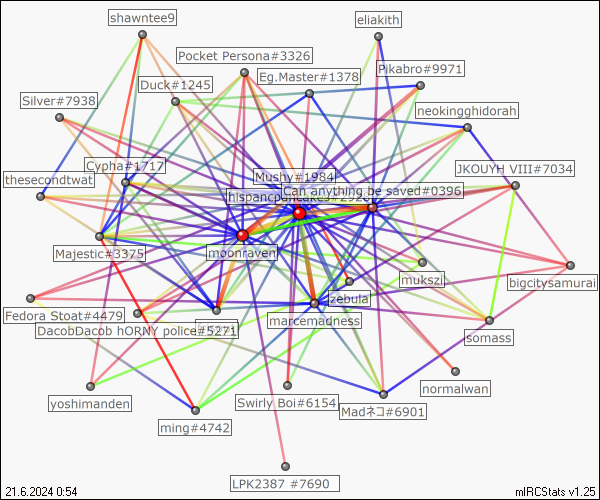 shawntee9
eliakith
Pocket Persona#3326
Eg.Master#1378
Pikabro#9971
Duck#1245
Silver#7938
neokingghidorah
Cypha#1717
Mushy#1984
JKOUYH VIII#7034
thesecondtwat
Can anything be saved#0396
Majestic#3375
moonraven
mukszi
bigcitysamurai
zebula
Fedora Stoat#4479
DacobDacob hORNY police#5271
marcemadness
somass
normalwan
yoshimanden
Swirly Boi#6154
Madネコ#6901
ming#4742
LPK2387 #7690
21.6.2024 0:54
mIRCStats v1.25